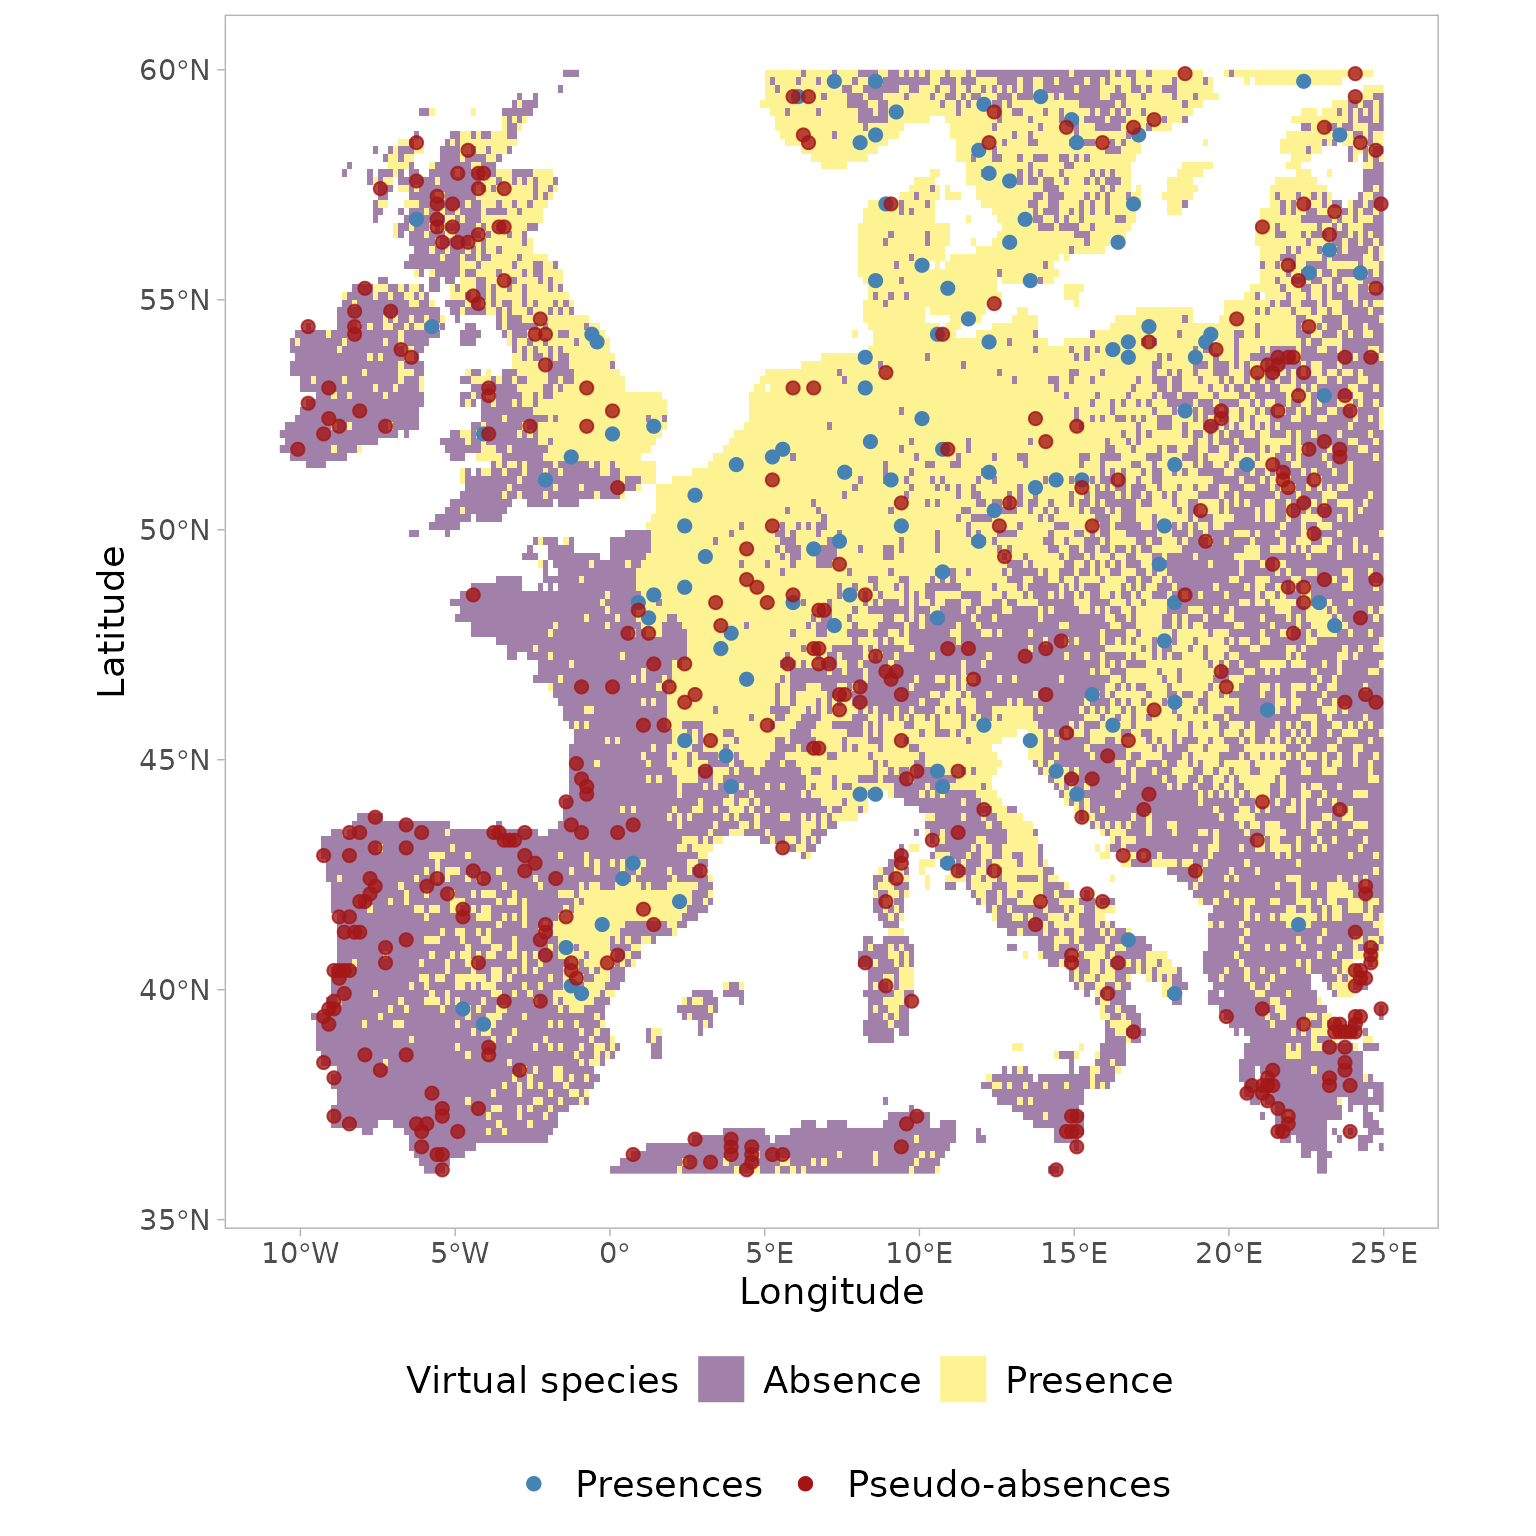 60°N
55°N
50°N
45°N
40°N
35°N
Latitude
10°W 5°W 0° 5°E 10°E 15°E 20°E 25°E
Longitude
Virtual species Absence Presence
Presences Pseudo-absences